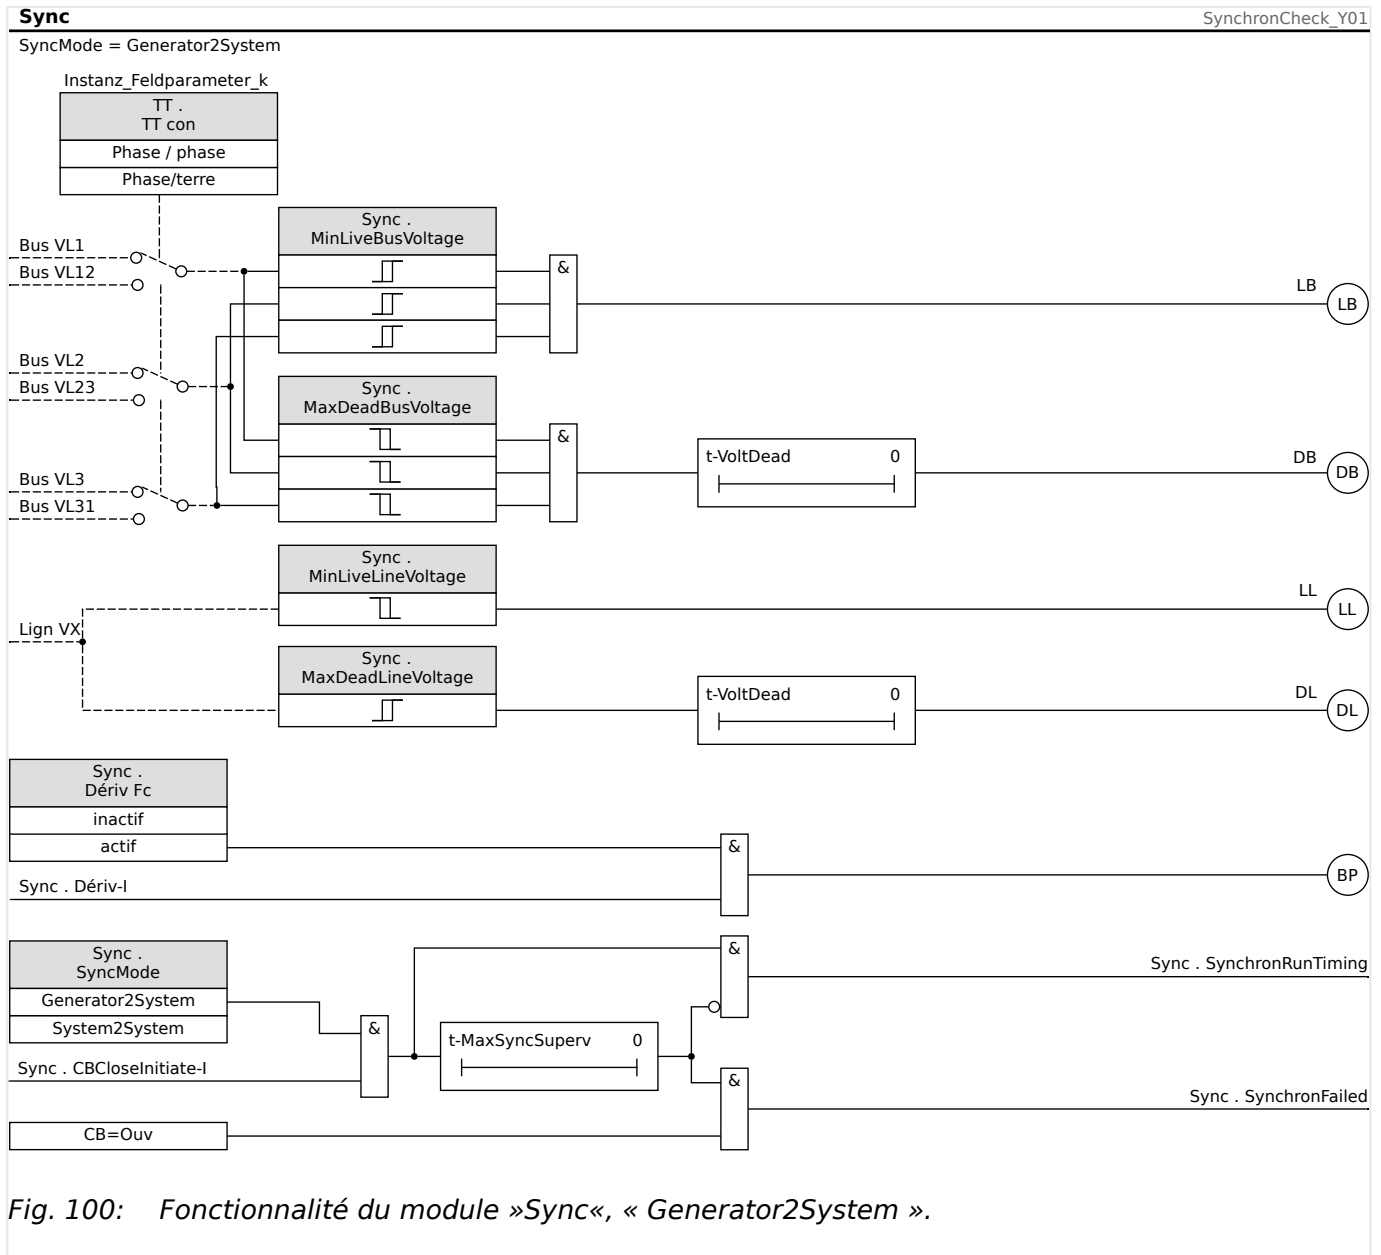 Sync
SynchronCheck_Y01
SyncMode = Generator2System
Instanz_Feldparameter_k
TT .
TT con
Phase / phase
Phase/terre
Sync .
MinLiveBusVoltage
Bus VL1
Bus VL12
&
LB
LB
Bus VL2
Bus VL23
Sync .
MaxDeadBusVoltage
&
t-VoltDead 0
DB
DB
Bus VL3
Bus VL31
Sync .
MinLiveLineVoltage
LL
LL
Lign VX
Sync .
MaxDeadLineVoltage
t-VoltDead 0
DL
DL
Sync .
Dériv Fc
inactif
actif
&
Sync . Dériv-I
BP
Sync .
SyncMode
Generator2System
System2System
&
Sync . SynchronRunTiming
&
t-MaxSyncSuperv 0
Sync . CBCloseInitiate-I
&
Sync . SynchronFailed
CB=Ouv
Fig. 100: Fonctionnalité du module »Sync«, « Generator2System ».